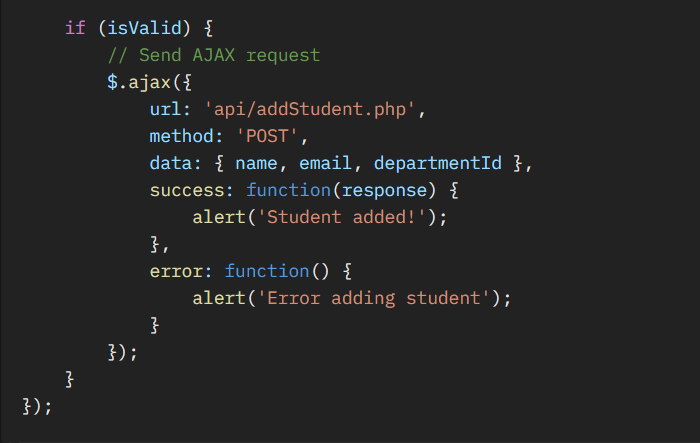 if (isValid) {
// Send AJAX request
$.ajax({
url: 'api/addStudent.php',
method: 'POST',
data: { name, email, departmentId },
success: function(response) {
alert('Student added!');
},
error: function() {
alert('Error adding student');
}
});
}
});